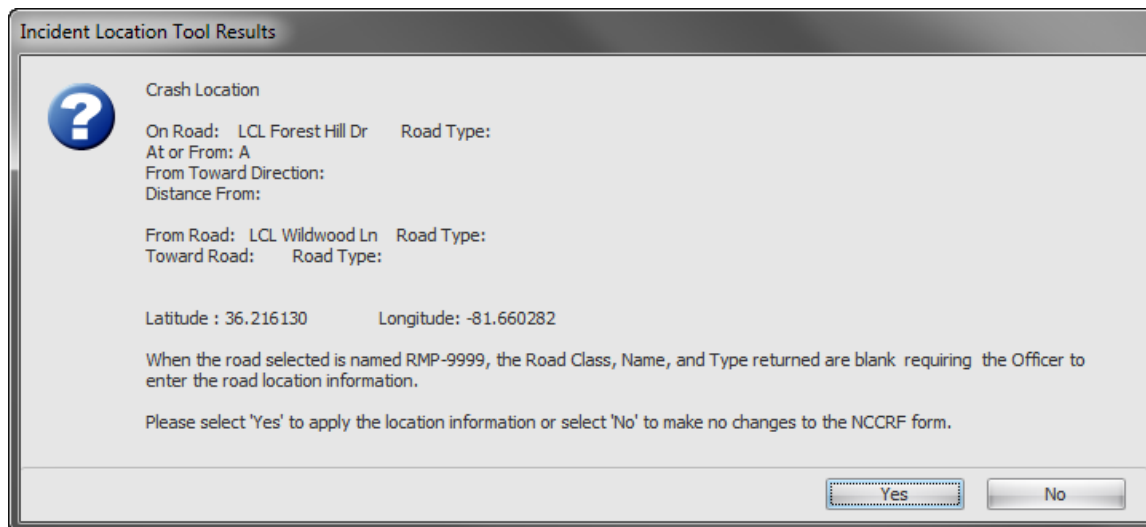 Incident Location Tool Results
Crash Location
On Road: LCL Forest Hill Dr Road Type:
At or From: A
From Toward Direction:
Distance From:
From Road: LCL Wildwood Ln Road Type:
Toward Road: Road Type:
Latitude : 36.216130 Longitude: -81.660282
When the road selected is named RMP-9999, the Road Class, Name, and Type returned are blank requiring the Officer to
enter the road location information.
Please select 'Yes' to apply the location information or select 'No' to make no changes to the NCCRF form.
Yes No